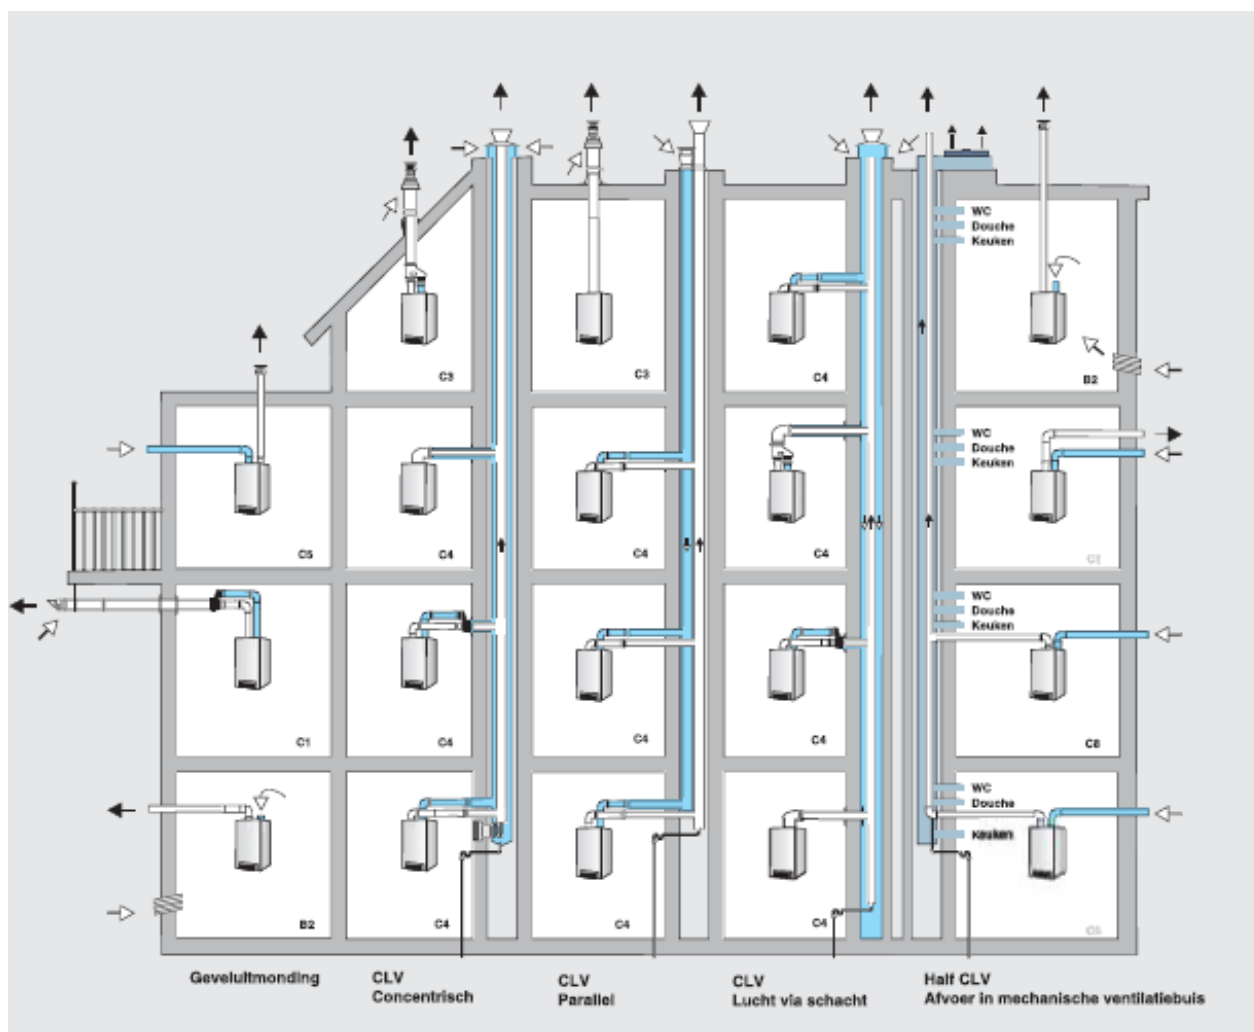 WC
Douche
Keuken
C3
C3
C4
B2
WC
Douche
Keuken
C5
C4
C4
C4
C1
WC
Douche
Keuken
C1
C4
C4
C4
C8
WC
Douche
Keuken
B2
C4
C4
C4
Geveluitmonding
CLV
Concentrisch
CLV
Parallel
CLV
Lucht via schacht
Half CLV
Afvoer in mechanische ventilatiebuis